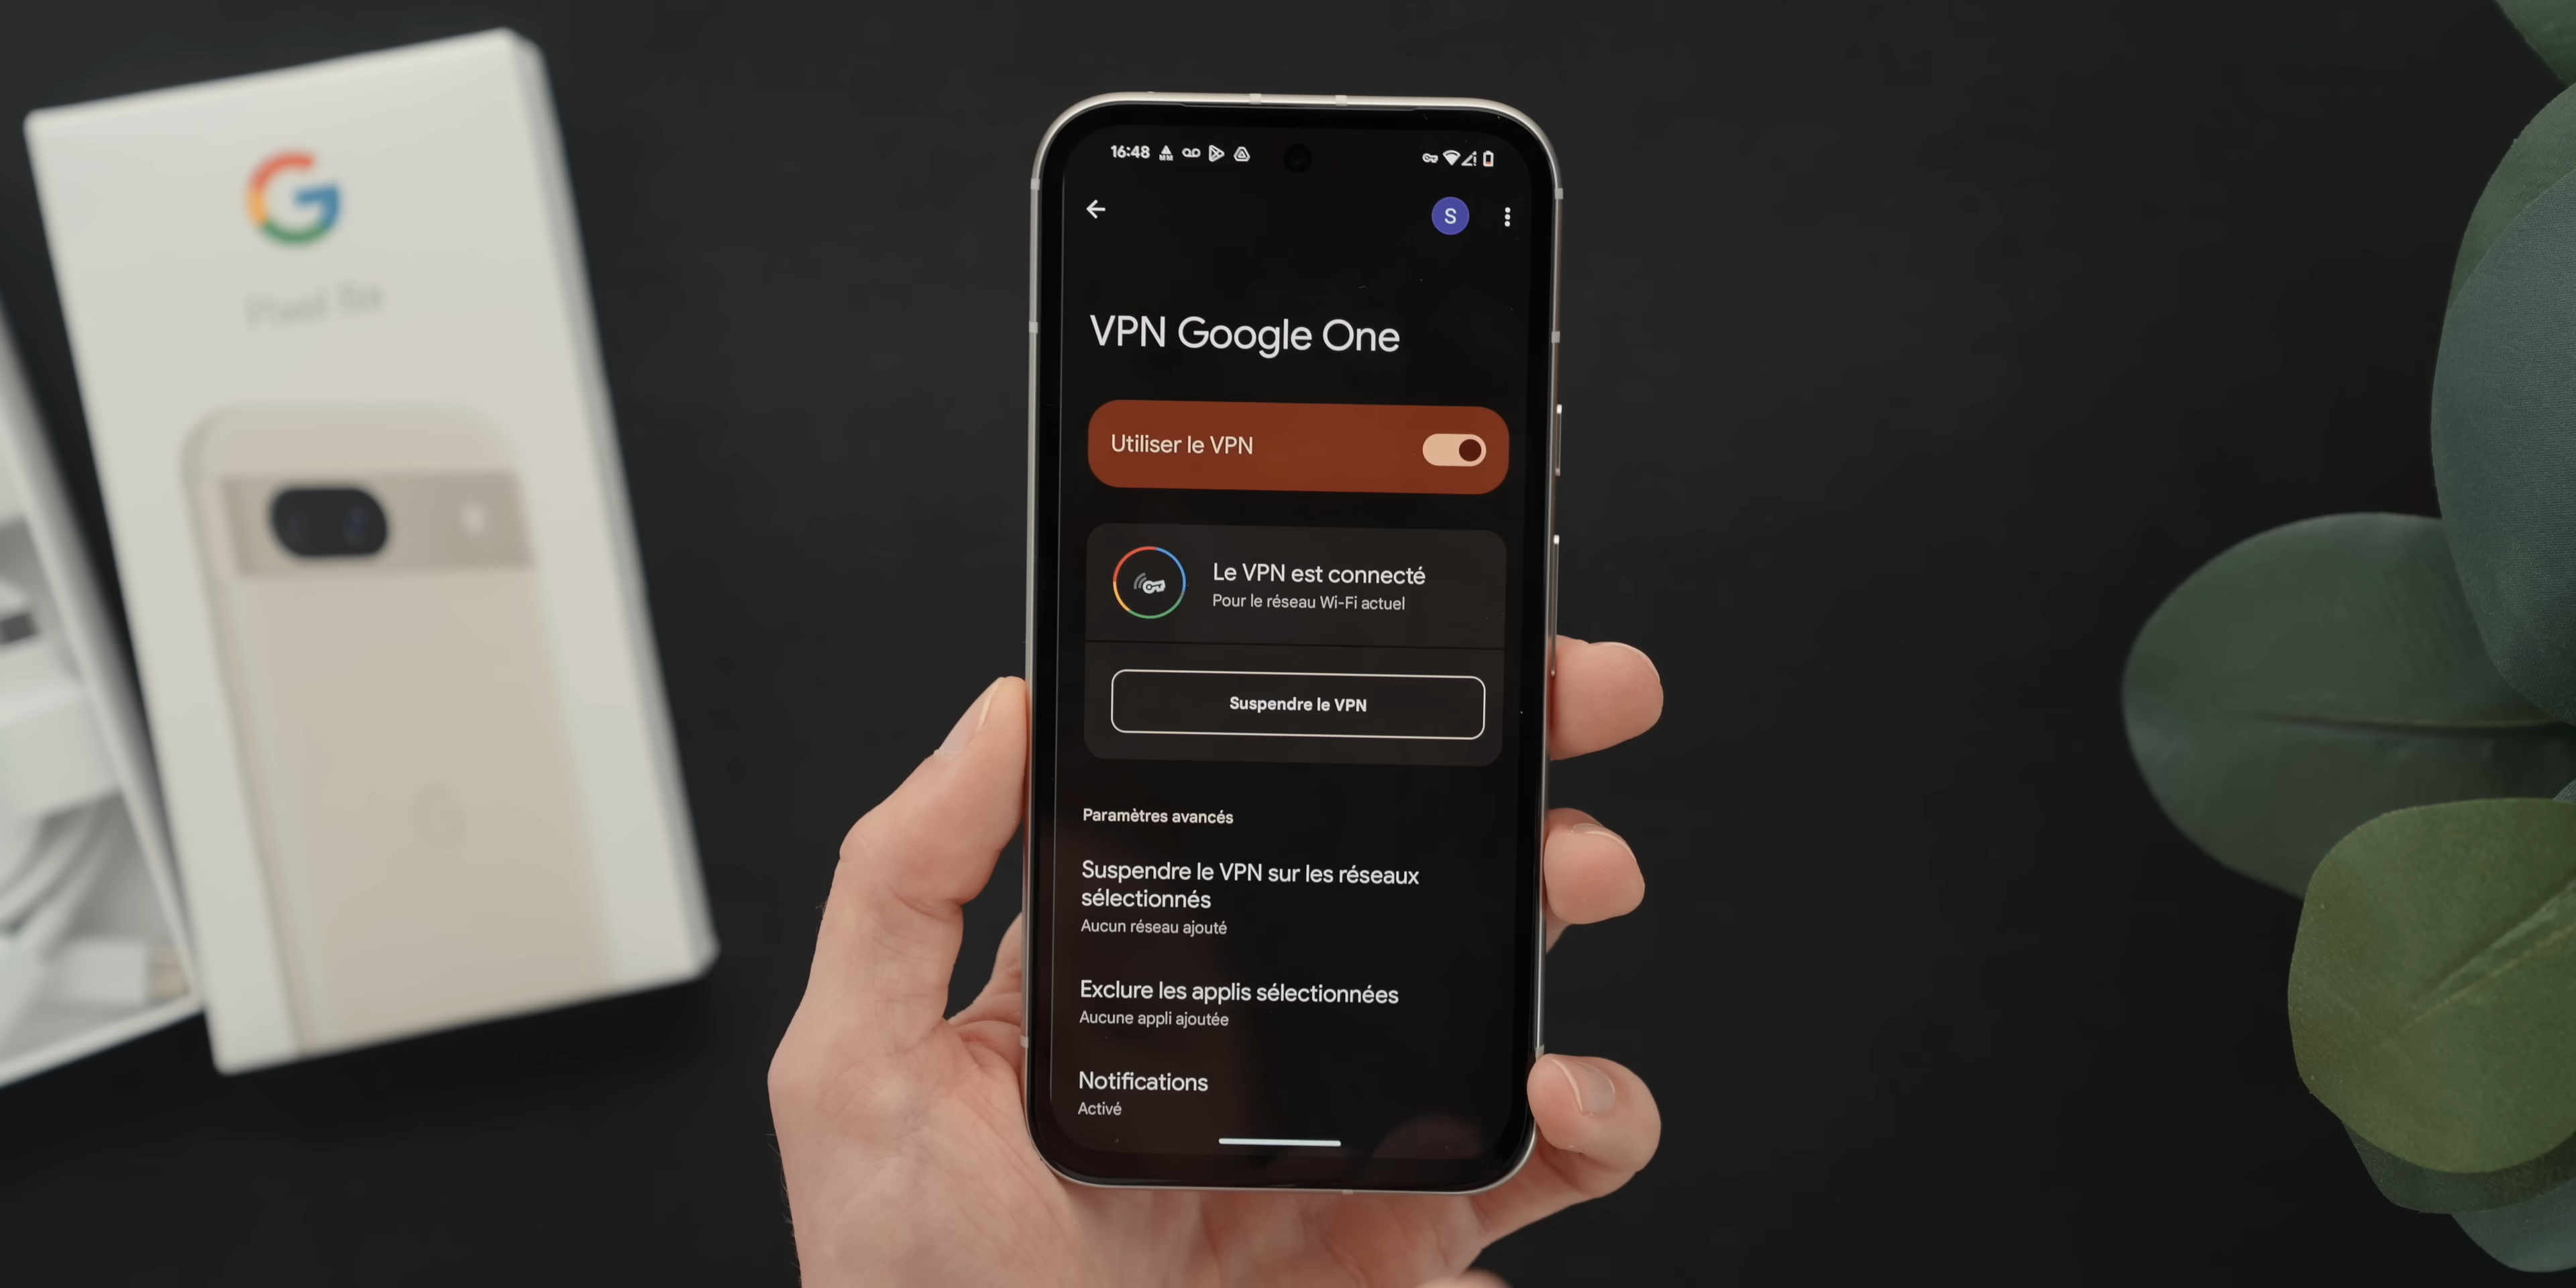 G
Pixel 8a
16:48
S
VPN Google One
Utiliser le VPN
Le VPN est connecté
Pour le réseau Wi-Fi actuel
Suspendre le VPN
Paramètres avancés
Suspendre le VPN sur les réseaux
sélectionnés
Aucun réseau ajouté
Exclure les applis sélectionnées
Aucune appli ajoutée
Notifications
Activé